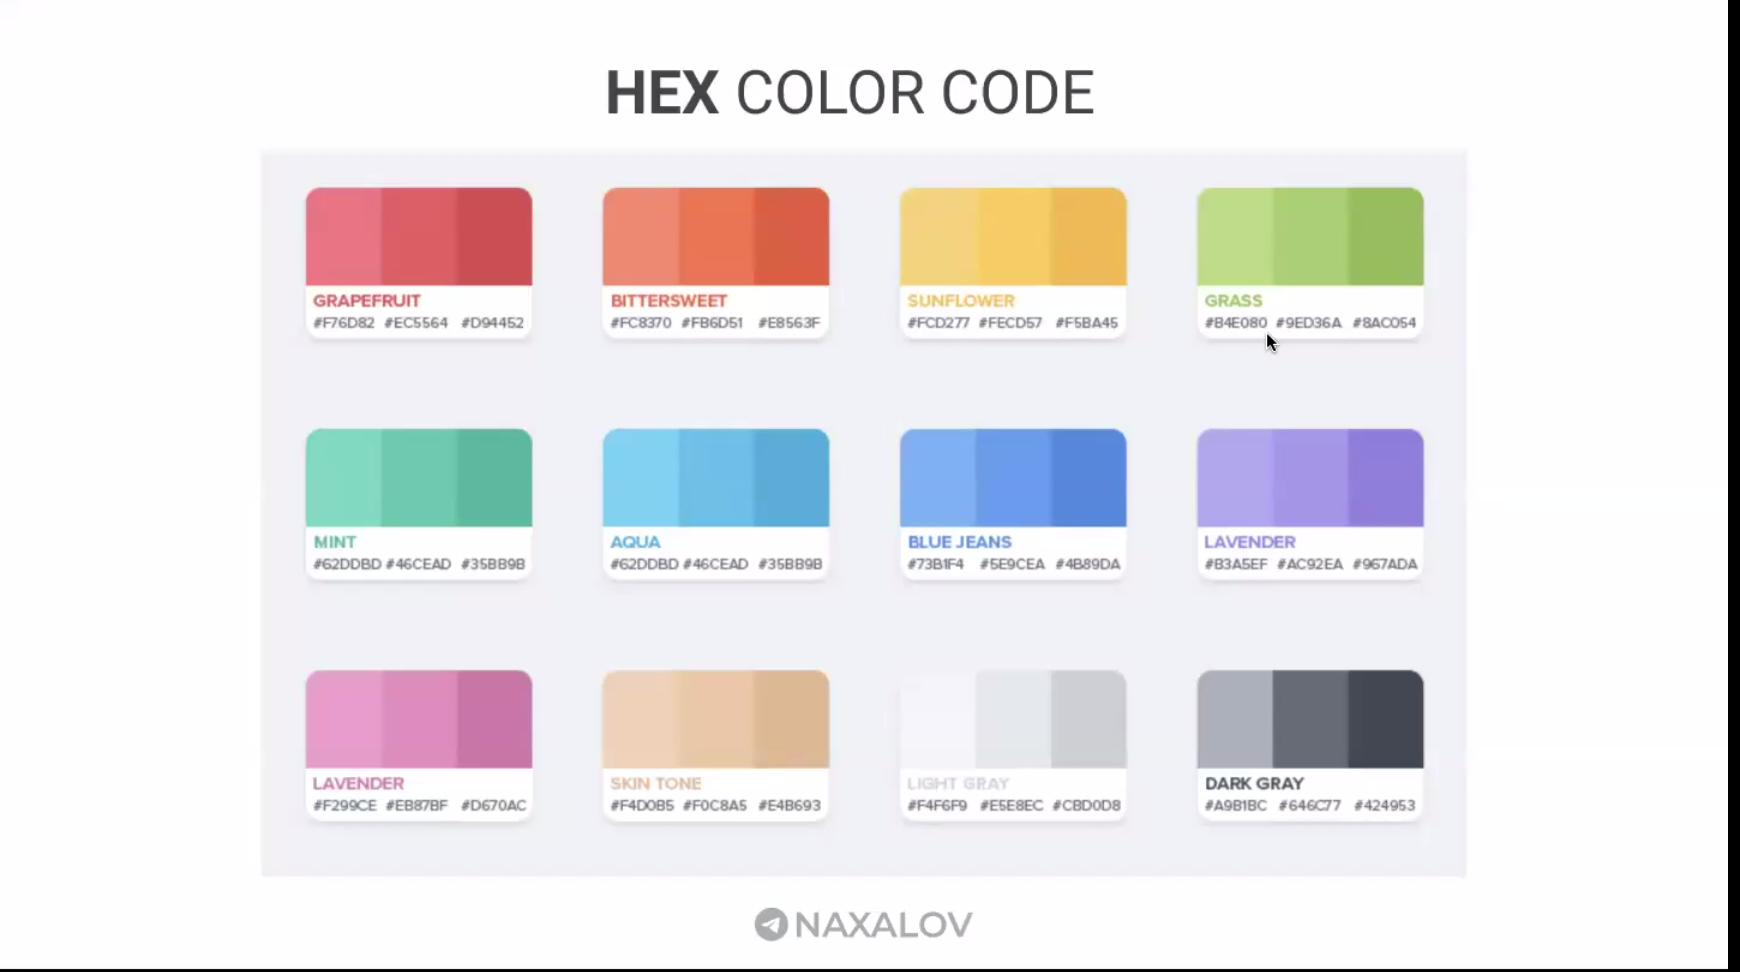 HEX COLOR CODE
GRAPEFRUIT
#F76D82 #EC5564 #D94452
BITTERSWEET
#FC8370 #FB6D51 #E8563F
SUNFLOWER
#FCD277 #FECD57 #F5BA45
GRASS
#B4E080 #9ED36A #8AC054
MINT
#62DDBD #46CEAD #35BB9B
AQUA
#62DDBD #46CEAD #35BB9B
BLUE JEANS
#73B1F4 #5E9CEA #4B89DA
LAVENDER
#B3A5EF #AC92EA #967ADA
LAVENDER
#F299CE #EB87BF #D670AC
SKIN TONE
#F4D0B5 #F0C8A5 #E4B693
LIGHT GRAY
#F4F6F9 #E5E8EC #CBD0D8
DARK GRAY
#A9B1BC #646C77 #424953
NAXALOV